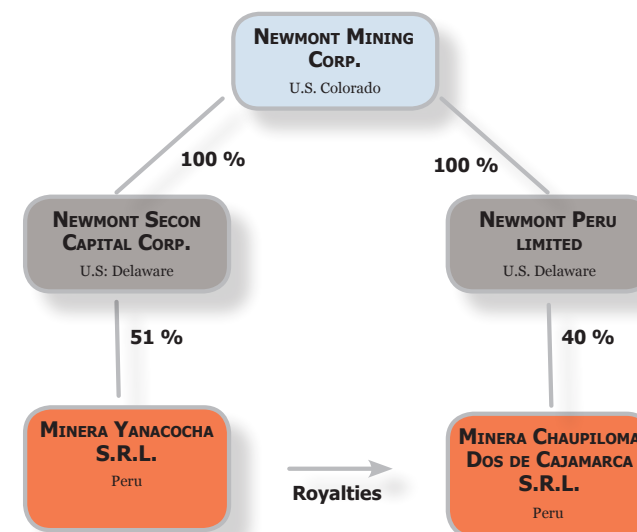 NEWMONT MINING
CORP.
U.S. Colorado
100 %
100 %
NEWMONT SECON
CAPITAL CORP.
U.S: Delaware
NEWMONT PERU
LIMITED
U.S. Delaware
51 %
40 %
MINERA YANACOCHA
S.R.L.
Peru
Royalties
MINERA CHAUPILOMA
DOS DE CAJAMARCA
S.R.L.
Peru